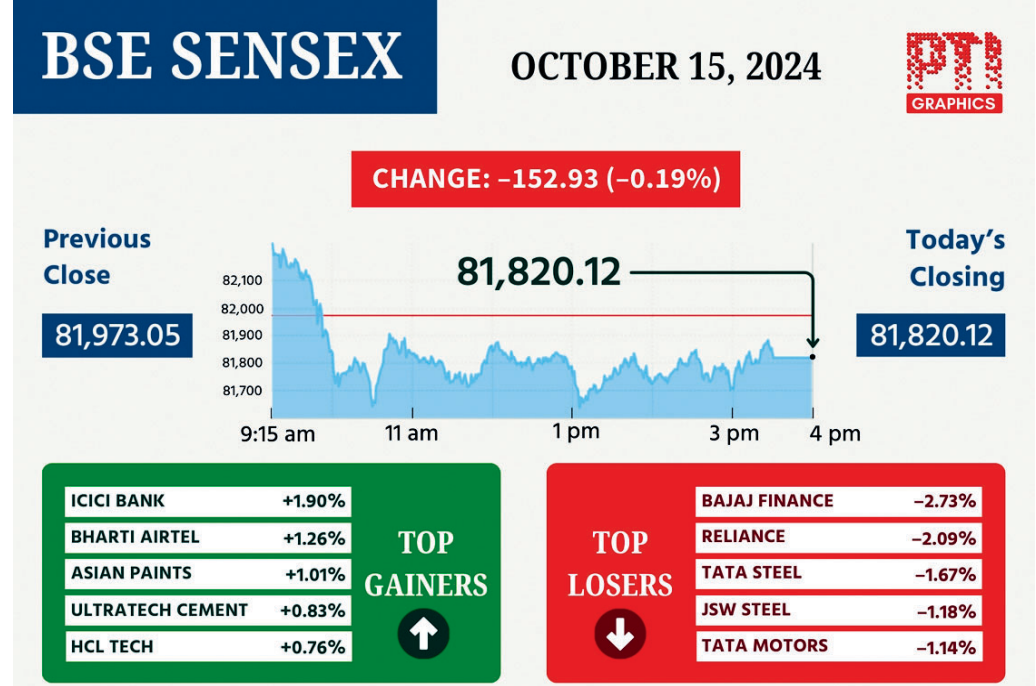 BSE SENSEX
OCTOBER 15, 2024
PTI
GRAPHICS
CHANGE: –152.93 (–0.19%)
Previous
Close
81,973.05
82,100
82,000
81,900
81,800
81,700
81,820.12
Today's
Closing
81,820.12
9:15 am 11 am 1 pm 3 pm 4 pm
ICICI BANK +1.90%
BHARTI AIRTEL +1.26%
ASIAN PAINTS +1.01%
ULTRATECH CEMENT +0.83%
HCL TECH +0.76%
TOP
GAINERS
TOP
LOSERS
BAJAJ FINANCE –2.73%
RELIANCE –2.09%
TATA STEEL –1.67%
JSW STEEL –1.18%
TATA MOTORS –1.14%